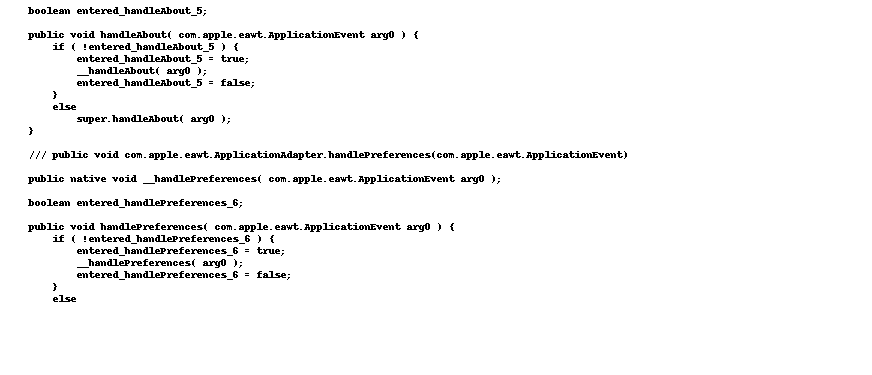 boolean entered_handleAbout_5;
public void handleAbout( com.apple.eawt.ApplicationEvent arg0 ) {
if ( !entered_handleAbout_5 ) {
entered_handleAbout_5 = true;
__handleAbout( arg0 );
entered_handleAbout_5 = false;
}
else
super.handleAbout( arg0 );
}
/// public void com.apple.eawt.ApplicationAdapter.handlePreferences(com.apple.eawt.ApplicationEvent)
public native void __handlePreferences( com.apple.eawt.ApplicationEvent arg0 );
boolean entered_handlePreferences_6;
public void handlePreferences( com.apple.eawt.ApplicationEvent arg0 ) {
if ( !entered_handlePreferences_6 ) {
entered_handlePreferences_6 = true;
__handlePreferences( arg0 );
entered_handlePreferences_6 = false;
}
else